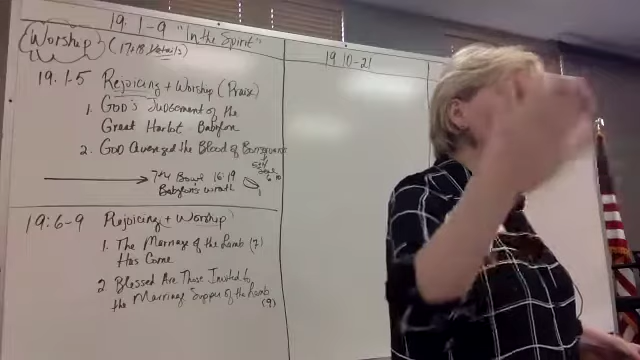 19:1-9 "In the Spirit"
Worship (17+18 Details)
19:1-5 Rejoicing + Worship (Praise)
1. God's Judgement of the
Great Harlot Babylon
2. God Avenged the Blood of
7th Bowl 16:19
Babylon's wrath
19:6-9 Rejoicing + Worship
1. The Marriage of the Lamb (7)
Has Come
2 Blessed Are Those Invited to
the Marriage Supper of the Lamb
(9)
19 10-21